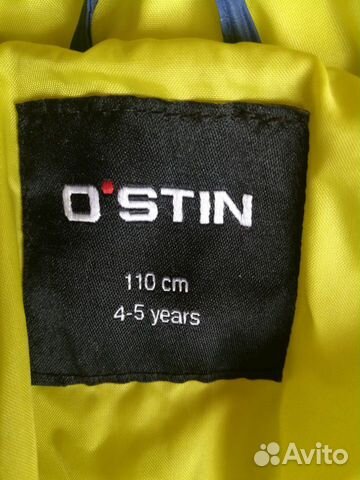 O'STIN
110 cm
4-5 years
Avito